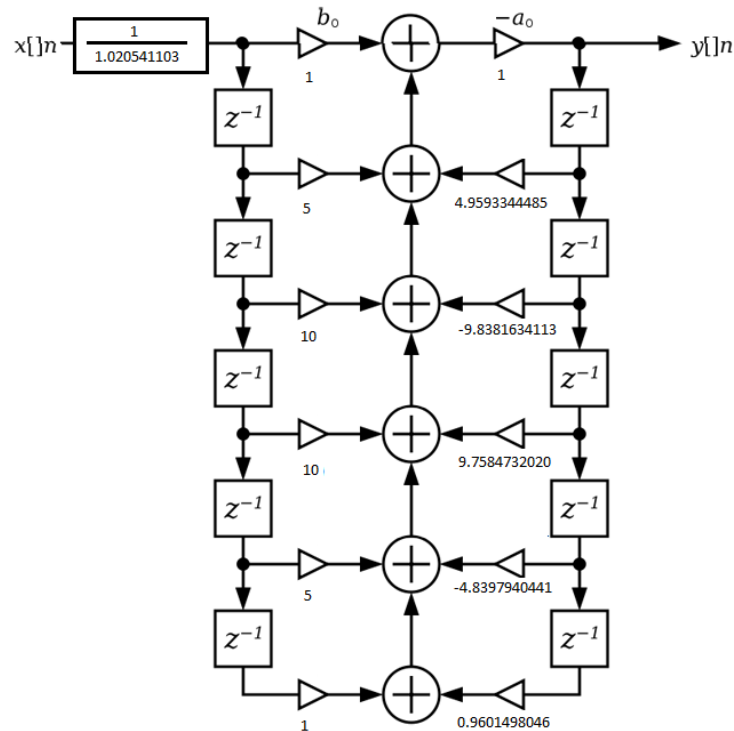 b₀ -a₀
x[]n 1 y[]n
1.020541103 1 1
z⁻¹ z⁻¹
5 4.9593344485
z⁻¹ z⁻¹
10 -9.8381634113
z⁻¹ z⁻¹
10 9.7584732020
z⁻¹ z⁻¹
5 -4.8397940441
z⁻¹ z⁻¹
1 0.9601498046